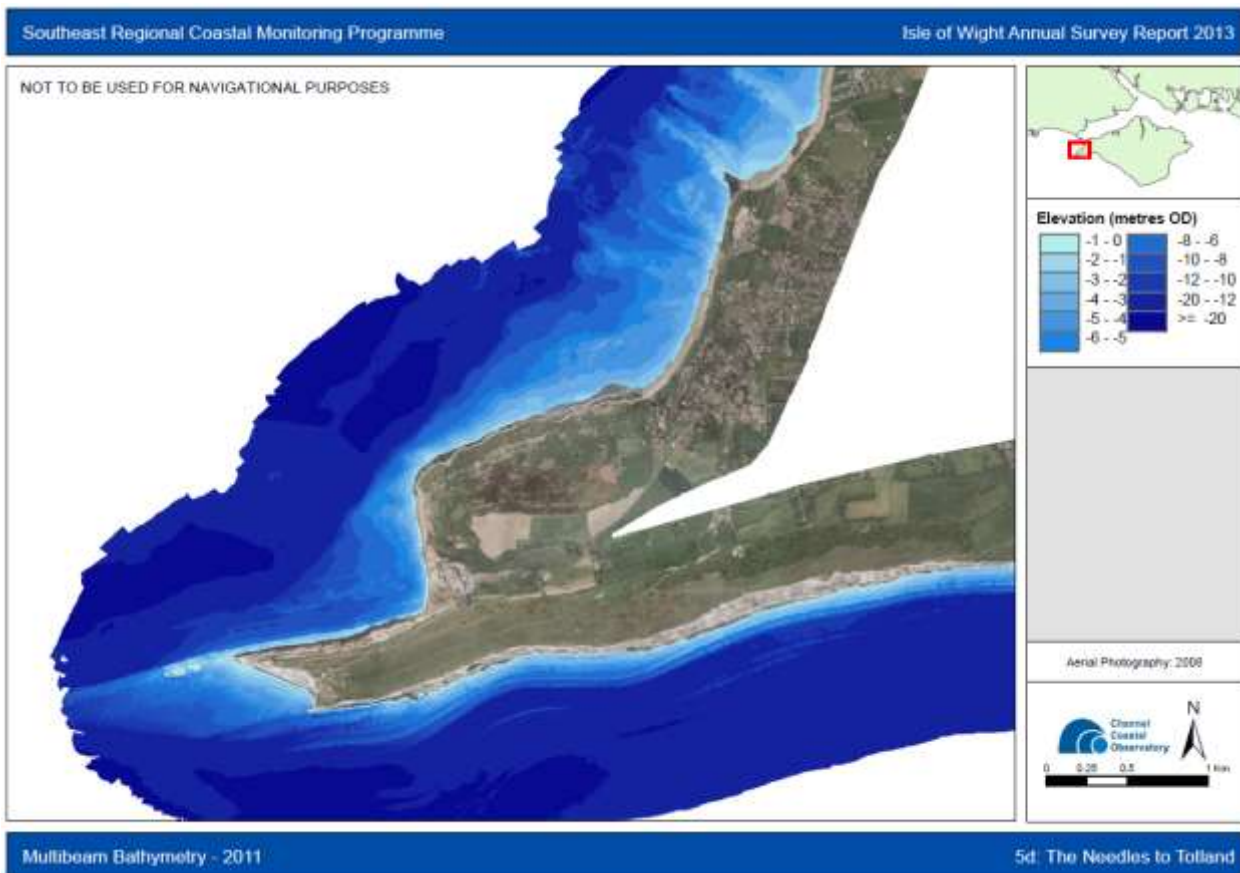 Southeast Regional Coastal Monitoring Programme
Isle of Wight Annual Survey Report 2013
NOT TO BE USED FOR NAVIGATIONAL PURPOSES
Elevation (metres OD)
-1 - 0
-2 - -1
-3 - -2
-4 - -3
-5 - -4
-6 - -5
-8 - -6
-10 - -8
-12 - -10
-20 - -12
>= -20
Aerial Photography: 2008
Channel
Coastal
Observatory
N
0 0.25 0.5 1 Km
Multibeam Bathymetry - 2011
5d: The Needles to Totland